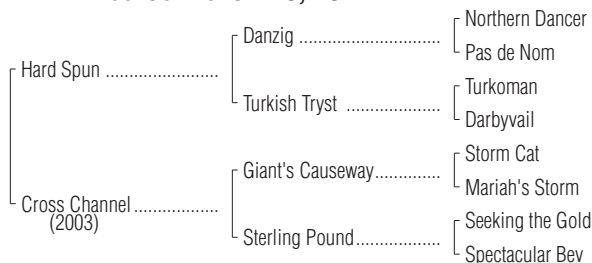 Northern Dancer
Danzig ................................
Pas de Nom
Hard Spun ..........................
Turkoman
Turkish Tryst .....................
Darbyvail
Storm Cat
Giant's Causeway...............
Mariah's Storm
Cross Channel ...................
(2003)
Seeking the Gold
Sterling Pound...................
Spectacular Bev